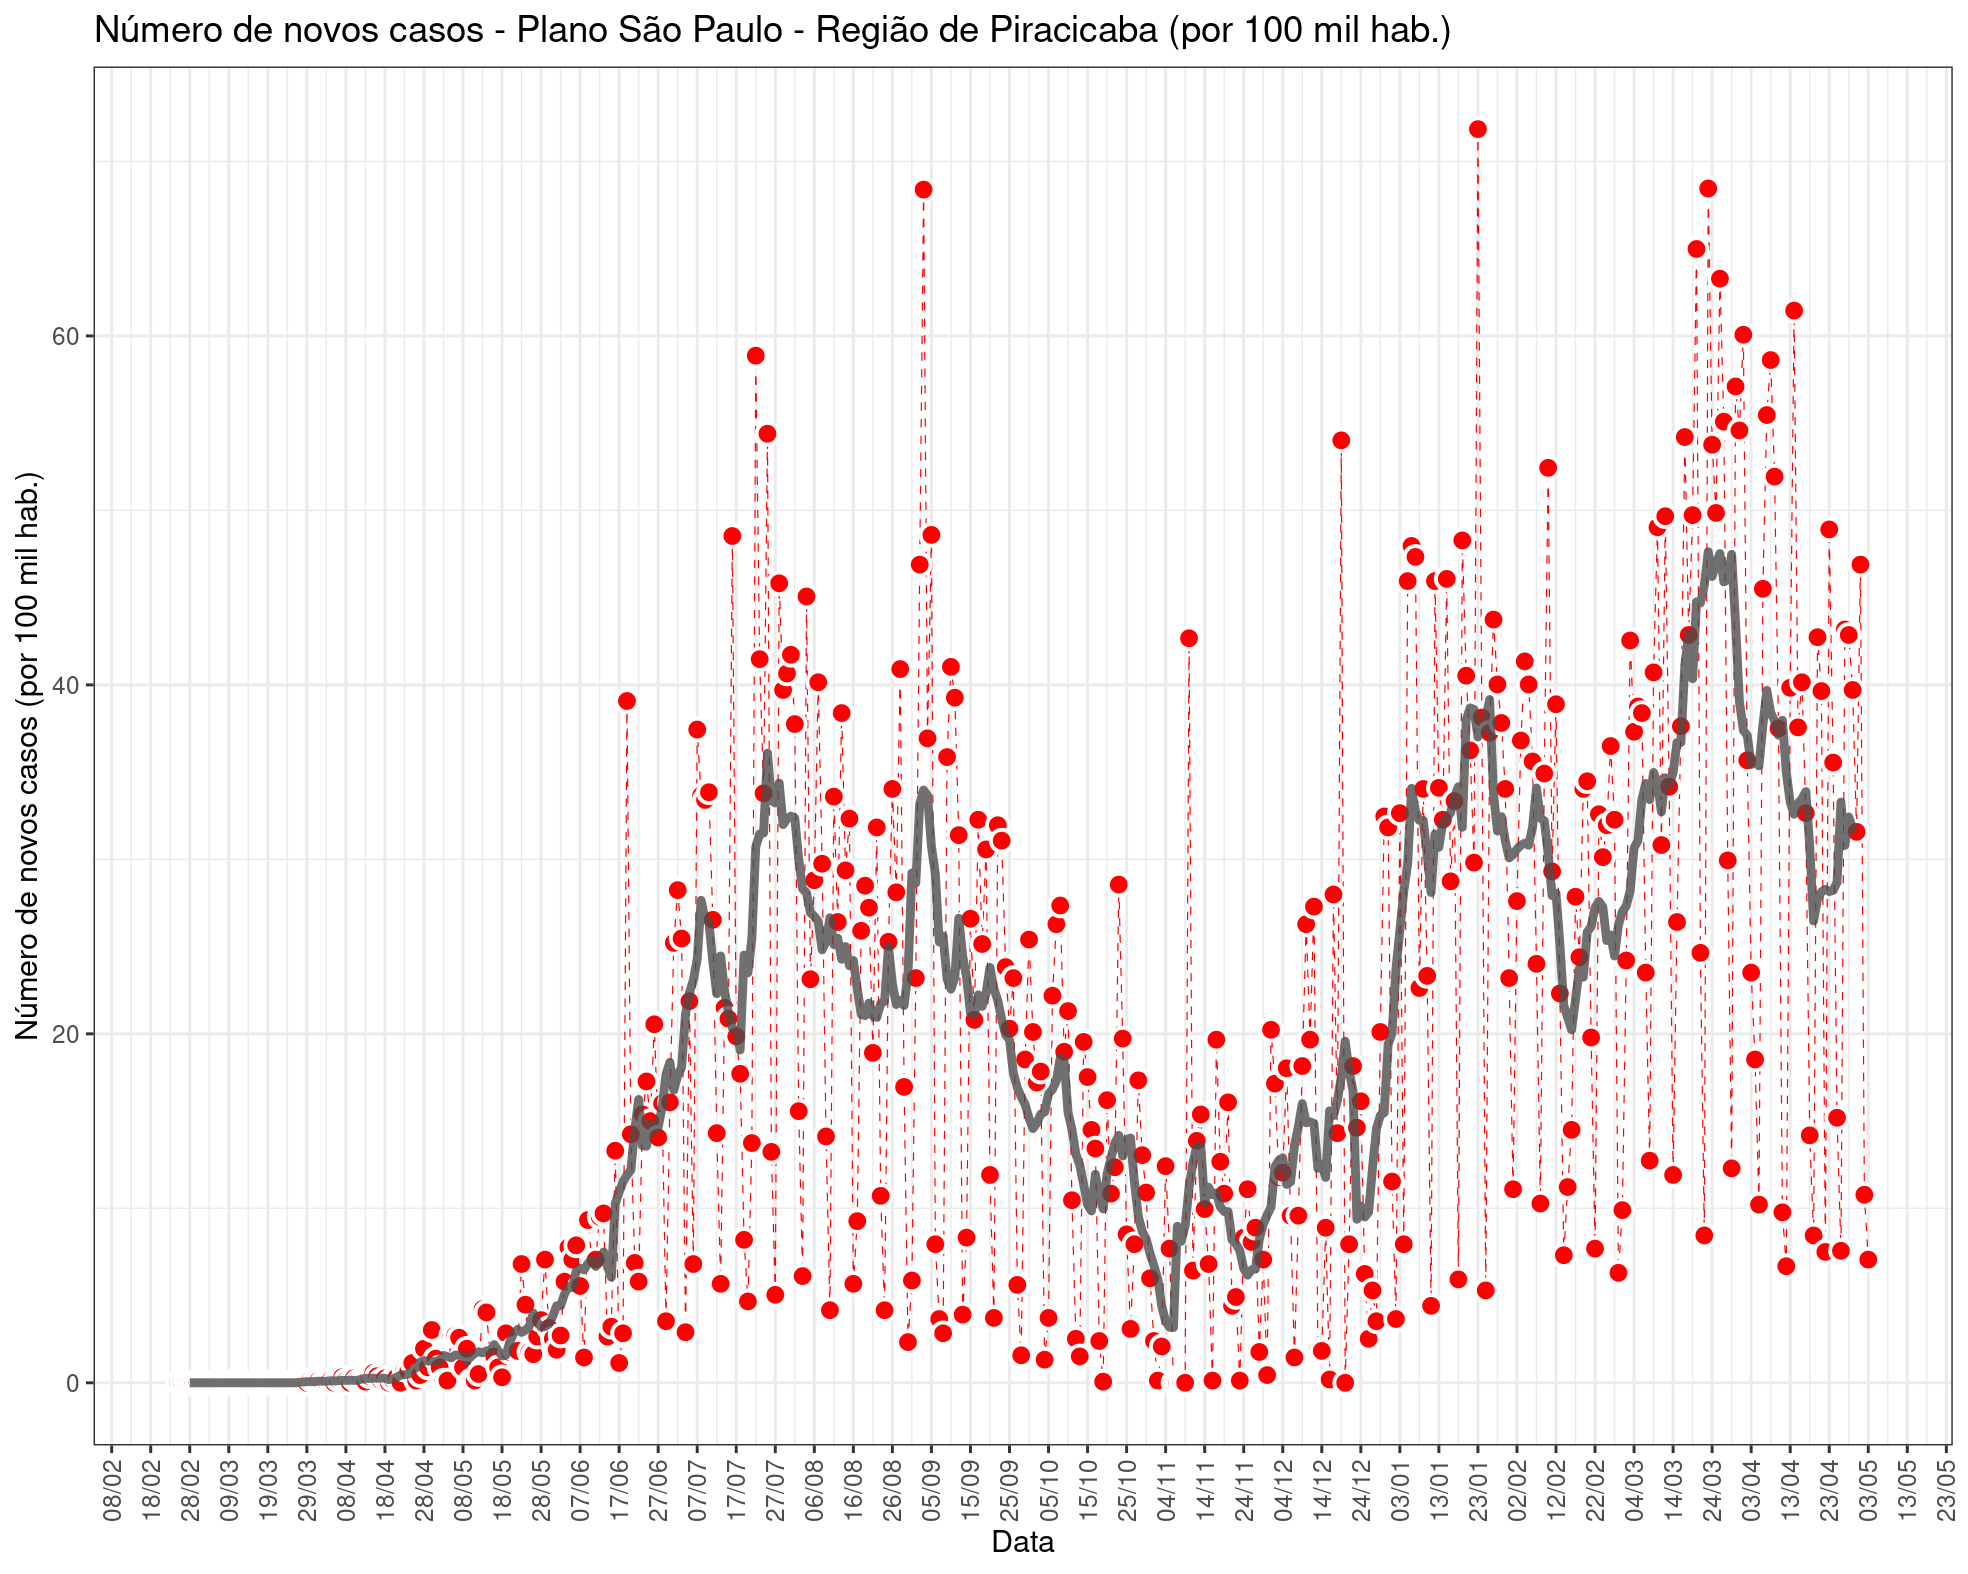 Número de novos casos - Plano São Paulo - Região de Piracicaba (por 100 mil hab.)
Número de novos casos (por 100 mil hab.)
60
40
20
0
08/02 18/02 28/02 09/03 19/03 29/03 08/04 18/04 28/04 08/05 18/05 28/05 07/06 17/06 27/06 07/07 17/07 27/07 06/08 16/08 26/08 05/09 15/09 25/09 05/10 15/10 25/10 04/11 14/11 24/11 04/12 14/12 24/12 03/01 13/01 23/01 02/02 12/02 22/02 04/03 14/03 24/03 03/04 13/04 23/04 03/05 13/05 23/05
Data